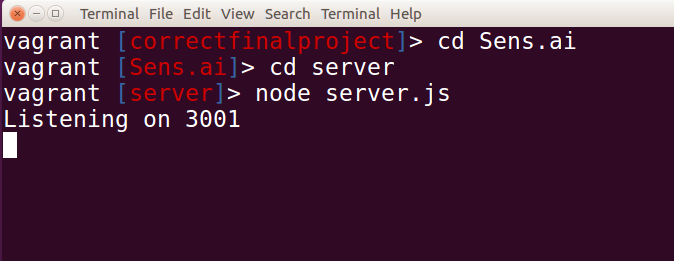 Terminal File Edit View Search Terminal Help
vagrant [correctfinalproject]> cd Sens.ai
vagrant [Sens.ai]> cd server
vagrant [server]> node server.js
Listening on 3001